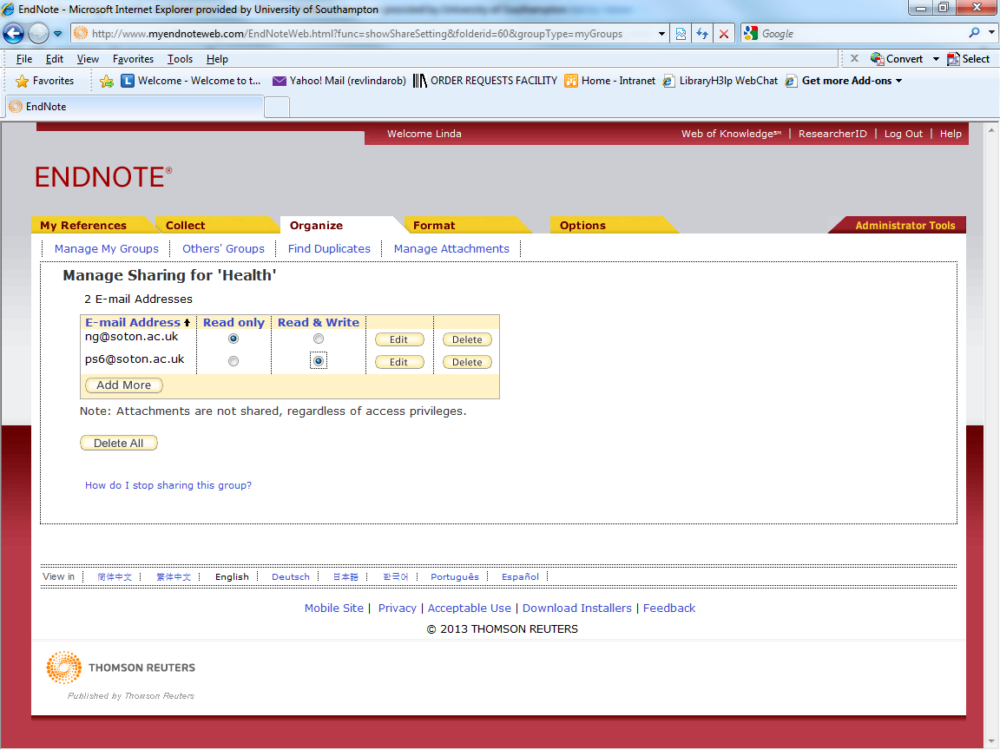 EndNote - Microsoft Internet Explorer provided by University of Southampton
http://www.myendnoteweb.com/EndNoteWeb.html?func=showShareSetting&folderid=60&groupType=myGroups Google
File Edit View Favorites Tools Help Convert Select
Favorites Welcome - Welcome to t... Yahoo! Mail (revlindarob) ORDER REQUESTS FACILITY Home - Intranet LibraryH3lp WebChat Get more Add-ons
EndNote
Welcome Linda Web of Knowledge℠ | ResearcherID | Log Out | Help
ENDNOTE®
My References Collect Organize Format Options Administrator Tools
Manage My Groups Others' Groups Find Duplicates Manage Attachments
Manage Sharing for 'Health'
2 E-mail Addresses
E-mail Address Read only Read & Write
ng@soton.ac.uk Edit Delete
ps6@soton.ac.uk Edit Delete
Add More
Note: Attachments are not shared, regardless of access privileges.
Delete All
How do I stop sharing this group?
View in 简体中文 繁体中文 English Deutsch 日本語 한국어 Português Español
Mobile Site | Privacy | Acceptable Use | Download Installers | Feedback
© 2013 THOMSON REUTERS
THOMSON REUTERS
Published by Thomson Reuters